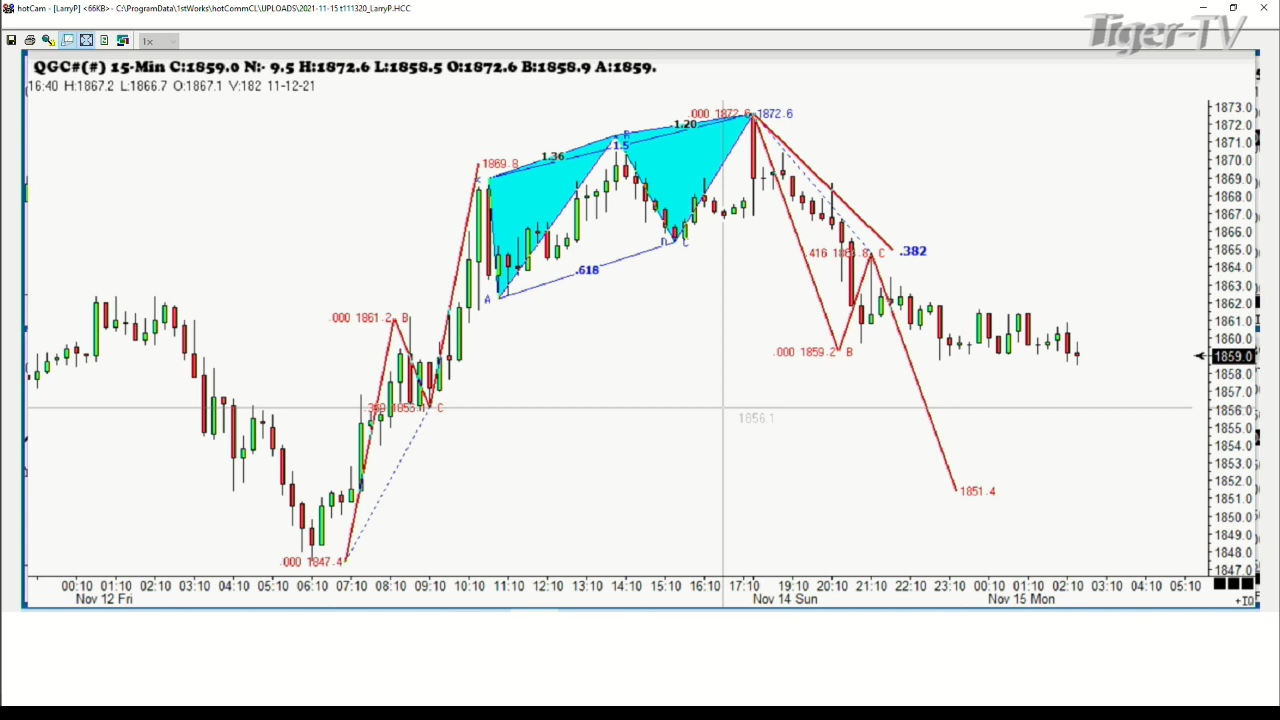 hotCam - [LarryP] <66KB> - C:\ProgramData\1stWorks\hotCommCL\UPLOADS\2021-11-15 t111320_LarryP.HCC
Tiger-TV
1x
QGC#(#) 15-Min C:1859.0 N:- 9.5 H:1872.6 L:1858.5 O:1872.6 B:1858.9 A:1859.
16:40 H:1867.2 L:1866.7 O:1867.1 V:182 11-12-21
.000 1872.6 1872.6
1.20
B
1.5
1.36
1869.8
X
D C
.618
A
.382
.416 C
.000 1861.2 B
.000 1859.2 B
C
1856.1
1851.4
.000 1847.4
1873.0
1872.0
1871.0
1870.0
1869.0
1868.0
1867.0
1866.0
1865.0
1864.0
1863.0
1862.0
1861.0
1860.0
1859.0
1858.0
1857.0
1856.0
1855.0
1854.0
1853.0
1852.0
1851.0
1850.0
1849.0
1848.0
1847.0
00:10 01:10 02:10 03:10 04:10 05:10 06:10 07:10 08:10 09:10 10:10 11:10 12:10 13:10 14:10 15:10 16:10 17:10 19:10 20:10 21:10 22:10 23:10 00:10 01:10 02:10 03:10 04:10 05:10
Nov 12 Fri Nov 14 Sun Nov 15 Mon
+IQ